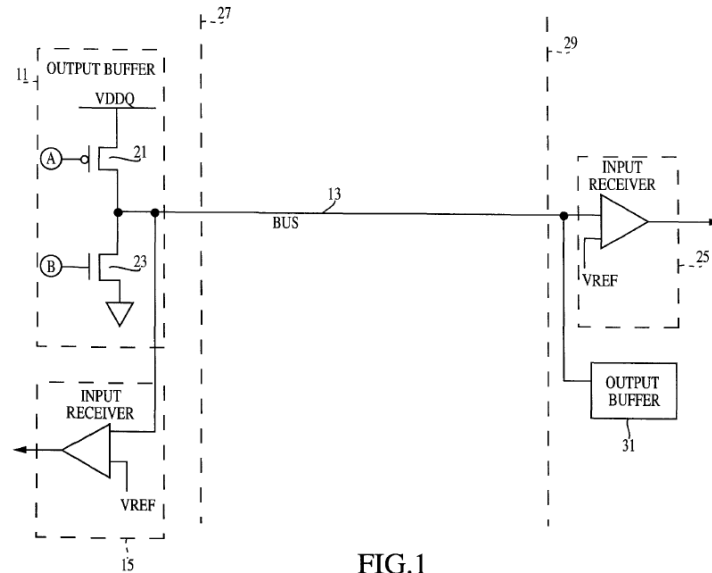 27
29
11
OUTPUT BUFFER
VDDQ
A
21
B
23
13
BUS
INPUT
RECEIVER
VREF
25
INPUT
RECEIVER
VREF
15
OUTPUT
BUFFER
31
FIG.1